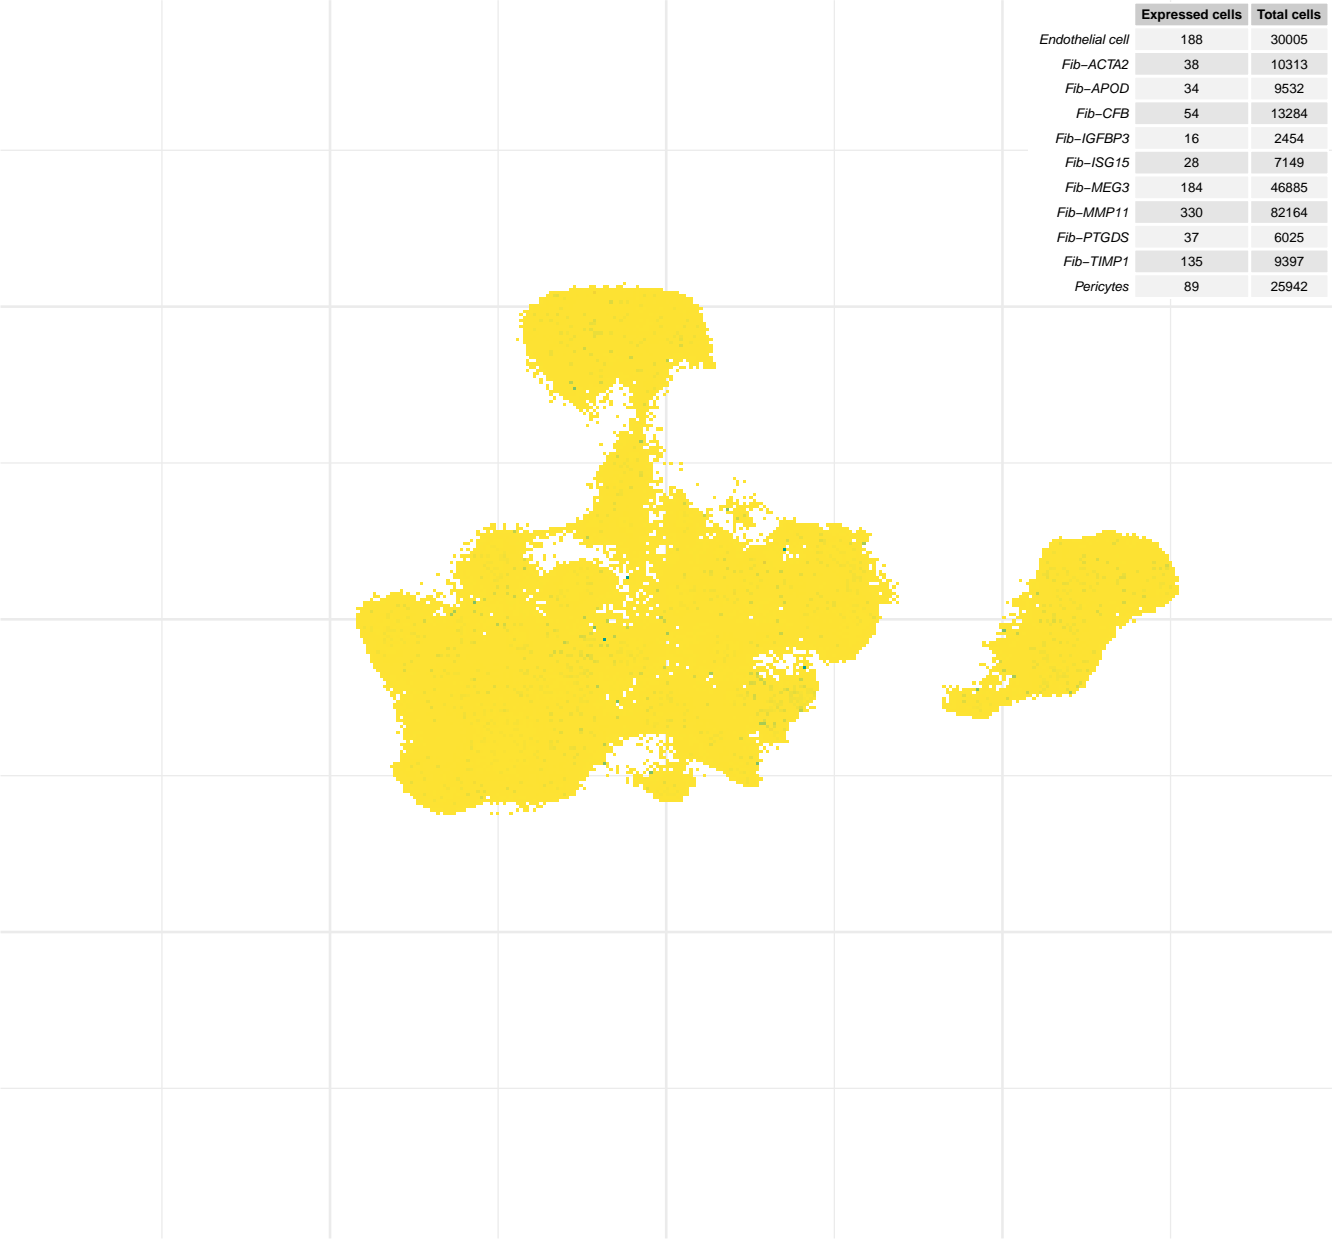 Expressed cells Total cells
Endothelial cell 188 30005
Fib−ACTA2 38 10313
Fib−APOD 34 9532
Fib−CFB 54 13284
Fib−IGFBP3 16 2454
Fib−ISG15 28 7149
Fib−MEG3 184 46885
Fib−MMP11 330 82164
Fib−PTGDS 37 6025
Fib−TIMP1 135 9397
Pericytes 89 25942